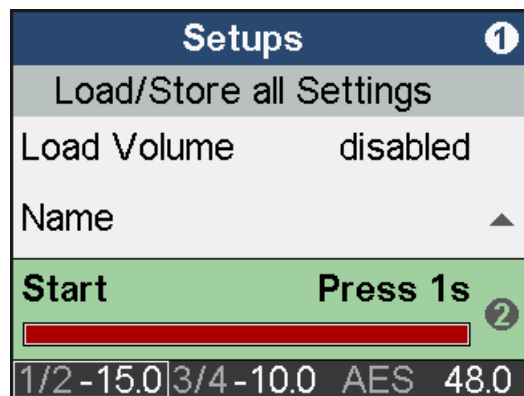 Setups 1
Load/Store all Settings
Load Volume disabled
Name
Start Press 1s
2
1/2 -15.0 3/4 -10.0 AES 48.0